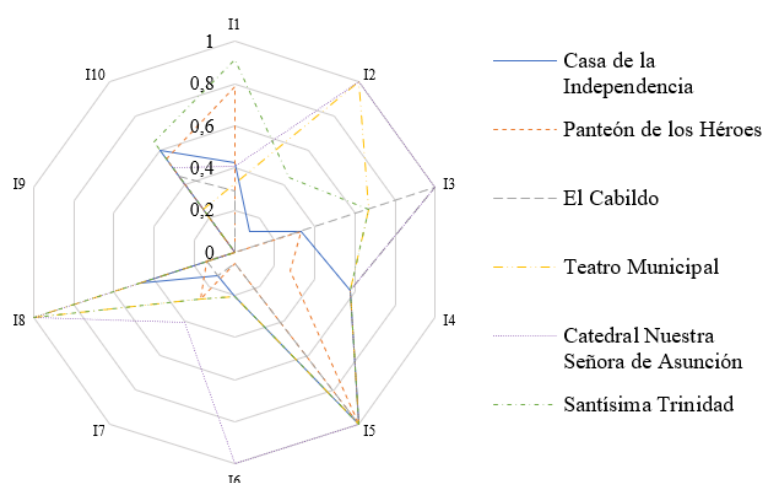 I1
1
I10
I2
0,8
0,6
0,4
I9
I3
0,2
0
I8
I4
I7
I5
I6
Casa de la
Independencia
Panteón de los Héroes
El Cabildo
Teatro Municipal
Catedral Nuestra
Señora de Asunción
Santísima Trinidad